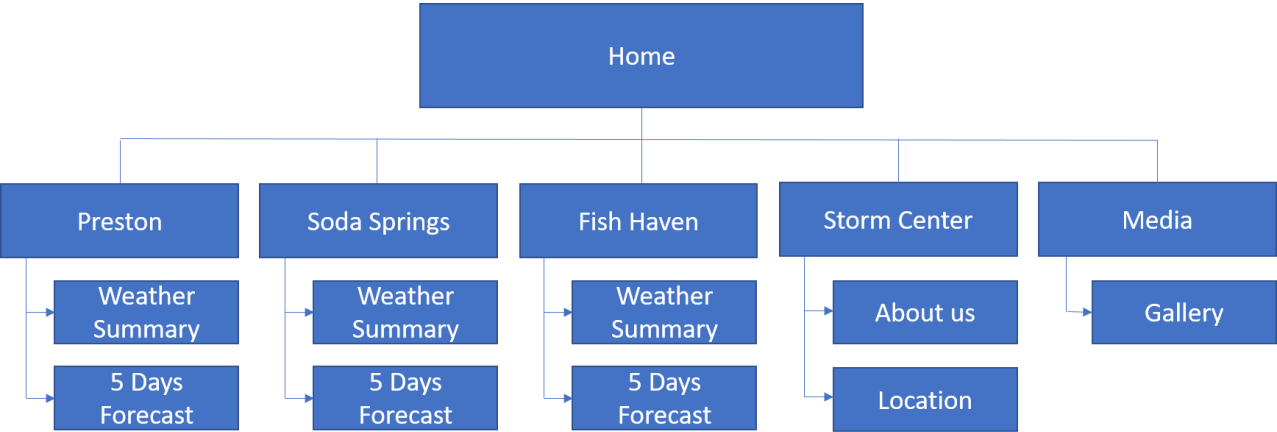 Home
Preston
Soda Springs
Fish Haven
Storm Center
Media
Weather
Summary
Weather
Summary
Weather
Summary
About us
Gallery
5 Days
Forecast
5 Days
Forecast
5 Days
Forecast
Location